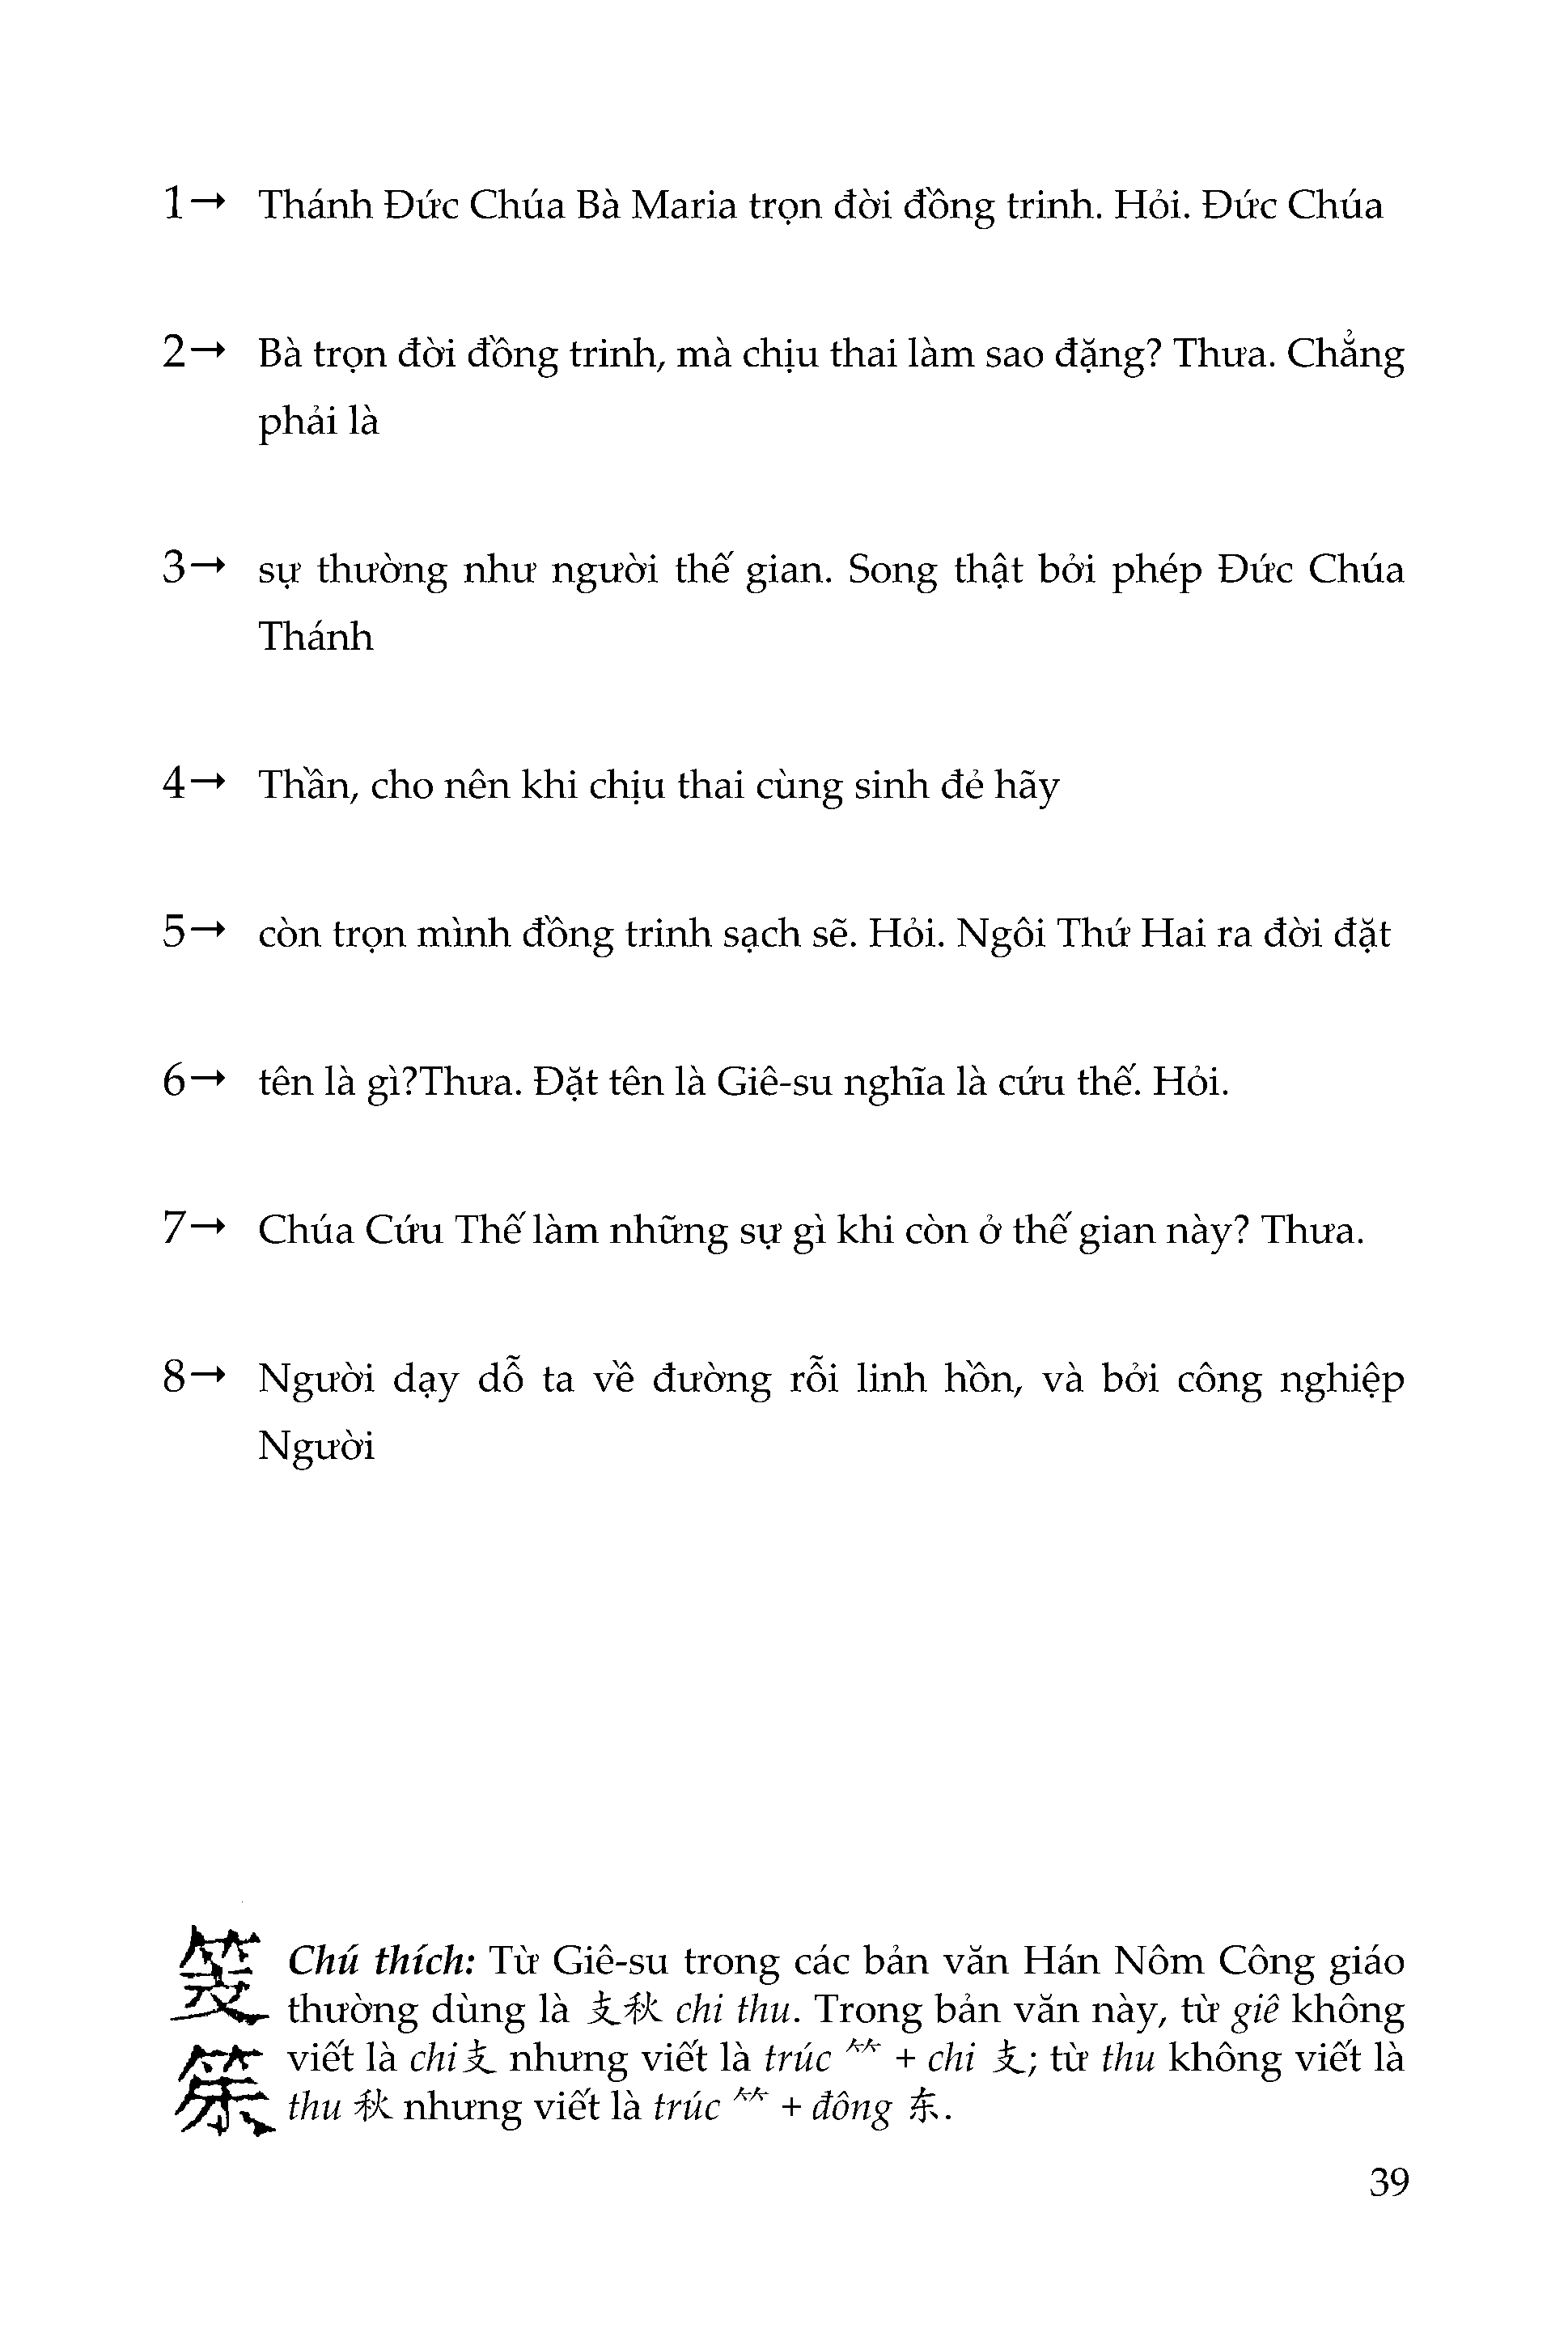 1→ Thánh Đức Chúa Bà Maria trọn đời đồng trinh. Hỏi. Đức Chúa
2→ Bà trọn đời đồng trinh, mà chịu thai làm sao đặng? Thưa. Chẳng
phải là
3→ sự thường như người thế gian. Song thật bởi phép Đức Chúa
Thánh
4→ Thần, cho nên khi chịu thai cùng sinh đẻ hãy
5→ còn trọn mình đồng trinh sạch sẽ. Hỏi. Ngôi Thứ Hai ra đời đặt
6→ tên là gì?Thưa. Đặt tên là Giê-su nghĩa là cứu thế. Hỏi.
7→ Chúa Cứu Thế làm những sự gì khi còn ở thế gian này? Thưa.
8→ Người dạy dỗ ta về đường rỗi linh hồn, và bởi công nghiệp
Người
Chú thích: Từ Giê-su trong các bản văn Hán Nôm Công giáo
thường dùng là 支秋 chi thu. Trong bản văn này, từ giê không
viết là chi支 nhưng viết là trúc ⺮ + chi 支; từ thu không viết là
thu 秋 nhưng viết là trúc ⺮ + đông 东.
39